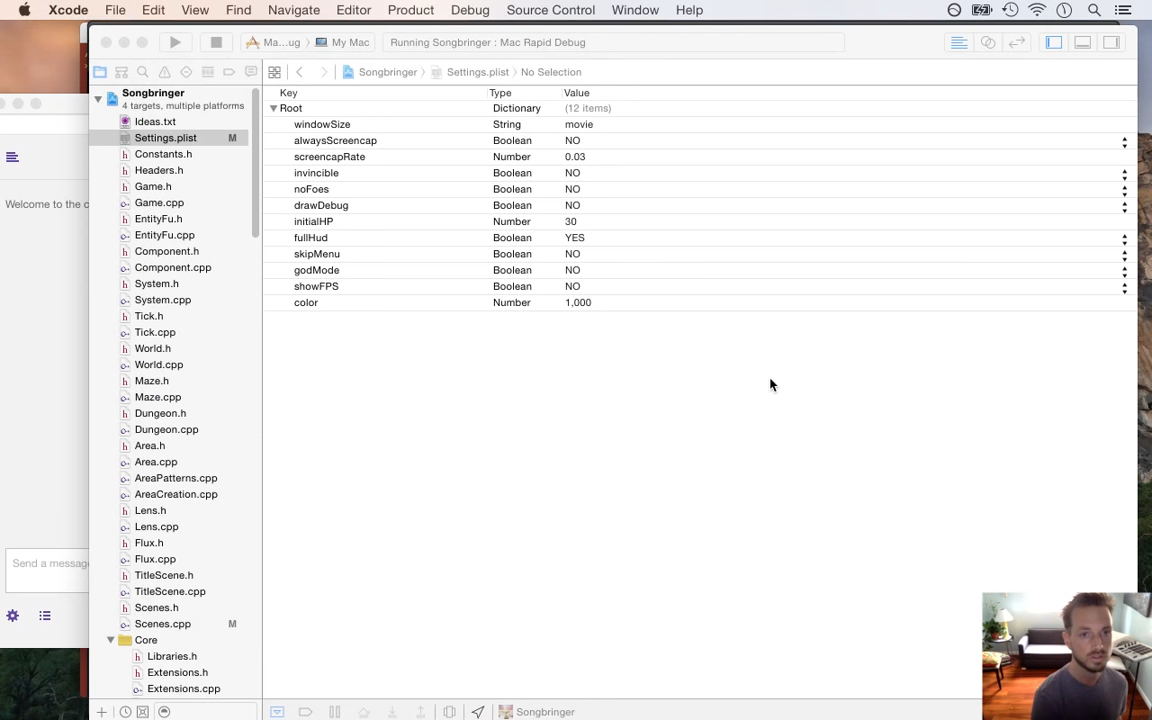 Xcode File Edit View Find Navigate Editor Product Debug Source Control Window Help
Ma...ug My Mac Running Songbringer : Mac Rapid Debug
Songbringer Settings.plist No Selection
Songbringer
4 targets, multiple platforms
Ideas.txt
Settings.plist M
Constants.h
Headers.h
Game.h
Game.cpp
EntityFu.h
EntityFu.cpp
Component.h
Component.cpp
System.h
System.cpp
Tick.h
Tick.cpp
World.h
World.cpp
Maze.h
Maze.cpp
Dungeon.h
Dungeon.cpp
Area.h
Area.cpp
AreaPatterns.cpp
AreaCreation.cpp
Lens.h
Lens.cpp
Flux.h
Flux.cpp
TitleScene.h
TitleScene.cpp
Scenes.h
Scenes.cpp M
Core
Libraries.h
Extensions.h
Extensions.cpp
Key Type Value
Root Dictionary (12 items)
windowSize String movie
alwaysScreencap Boolean NO
screencapRate Number 0.03
invincible Boolean NO
noFoes Boolean NO
drawDebug Boolean NO
initialHP Number 30
fullHud Boolean YES
skipMenu Boolean NO
godMode Boolean NO
showFPS Boolean NO
color Number 1,000
Welcome to the c
Send a message
Songbringer